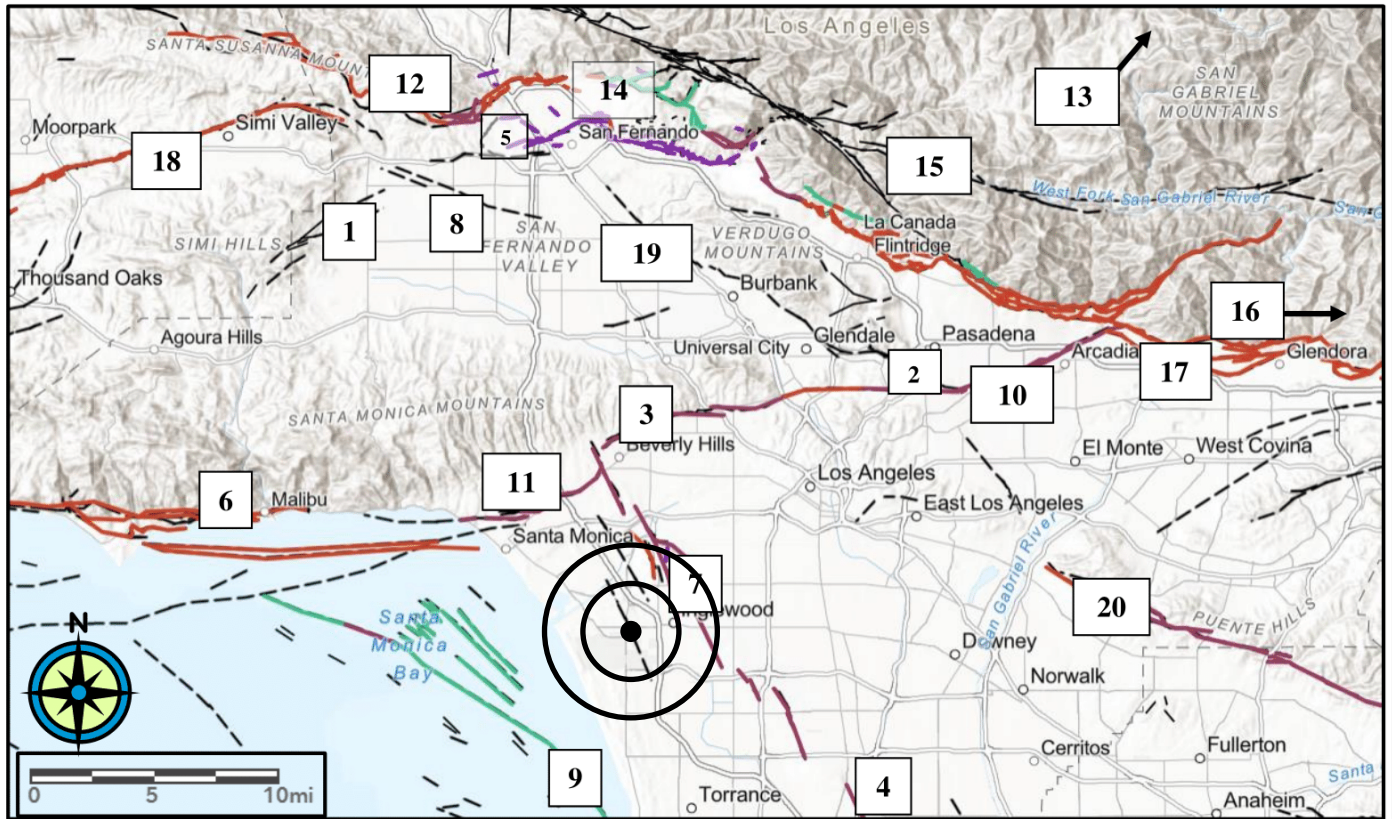 Los Angeles
SANTA SUSANNA MOUNT
12
14
13
SAN
GABRIEL
MOUNTAINS
Moorpark
Simi Valley
5
San Fernando
18
15
West Fork San Gabriel River
San G
1
8
SIMI HILLS
SAN
FERNANDO
VALLEY
19
VERDUGO
MOUNTAINS
La Canada
Flintridge
Thousand Oaks
Burbank
16
Agoura Hills
Universal City
Glendale
Pasadena
Arcadia
Glendora
2
17
10
SANTA MONICA MOUNTAINS
3
Beverly Hills
El Monte
West Covina
11
Los Angeles
6
Malibu
East Los Angeles
Santa Monica
San Gabriel River
7
Inglewood
20
PUENTE HILLS
N
Santa
Monica
Bay
Downey
Norwalk
Cerritos
Fullerton
9
4
Torrance
Santa
Anaheim
0 5 10mi